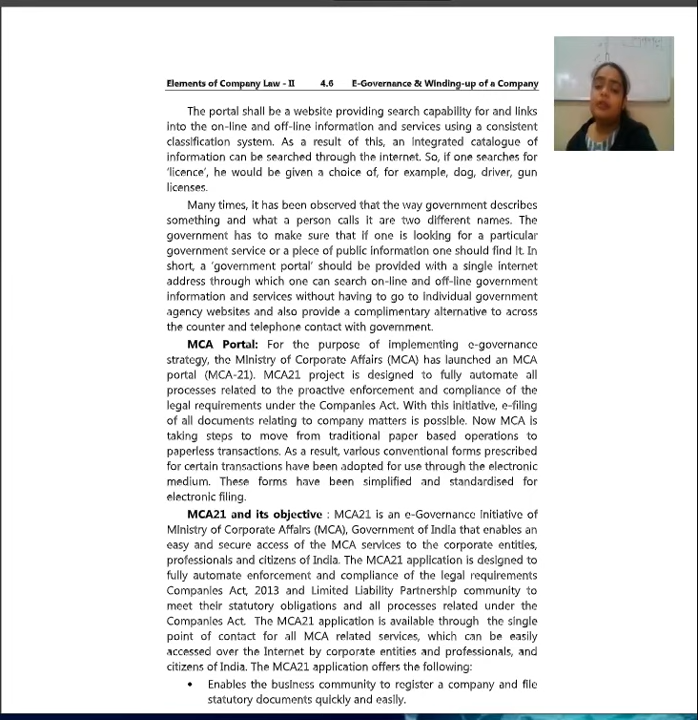 Elements of Company Law - II 4.6 E-Governance & Winding-up of a Company
The portal shall be a website providing search capability for and links
into the on-line and off-line information and services using a consistent
classification system. As a result of this, an integrated catalogue of
information can be searched through the internet. So, if one searches for
'licence', he would be given a choice of, for example, dog, driver, gun
licenses.
Many times, it has been observed that the way government describes
something and what a person calls it are two different names. The
government has to make sure that if one is looking for a particular
government service or a piece of public information one should find it. In
short, a 'government portal' should be provided with a single internet
address through which one can search on-line and off-line government
information and services without having to go to individual government
agency websites and also provide a complimentary alternative to across
the counter and telephone contact with government.
MCA Portal: For the purpose of implementing e-governance
strategy, the Ministry of Corporate Affairs (MCA) has launched an MCA
portal (MCA-21). MCA21 project is designed to fully automate all
processes related to the proactive enforcement and compliance of the
legal requirements under the Companies Act. With this initiative, e-filing
of all documents relating to company matters is possible. Now MCA is
taking steps to move from traditional paper based operations to
paperless transactions. As a result, various conventional forms prescribed
for certain transactions have been adopted for use through the electronic
medium. These forms have been simplified and standardised for
electronic filing.
MCA21 and its objective : MCA21 is an e-Governance initiative of
Ministry of Corporate Affairs (MCA), Government of India that enables an
easy and secure access of the MCA services to the corporate entities,
professionals and citizens of India. The MCA21 application is designed to
fully automate enforcement and compliance of the legal requirements
Companies Act, 2013 and Limited Liability Partnership community to
meet their statutory obligations and all processes related under the
Companies Act. The MCA21 application is available through the single
point of contact for all MCA related services, which can be easily
accessed over the Internet by corporate entities and professionals, and
citizens of India. The MCA21 application offers the following:
• Enables the business community to register a company and file
statutory documents quickly and easily.